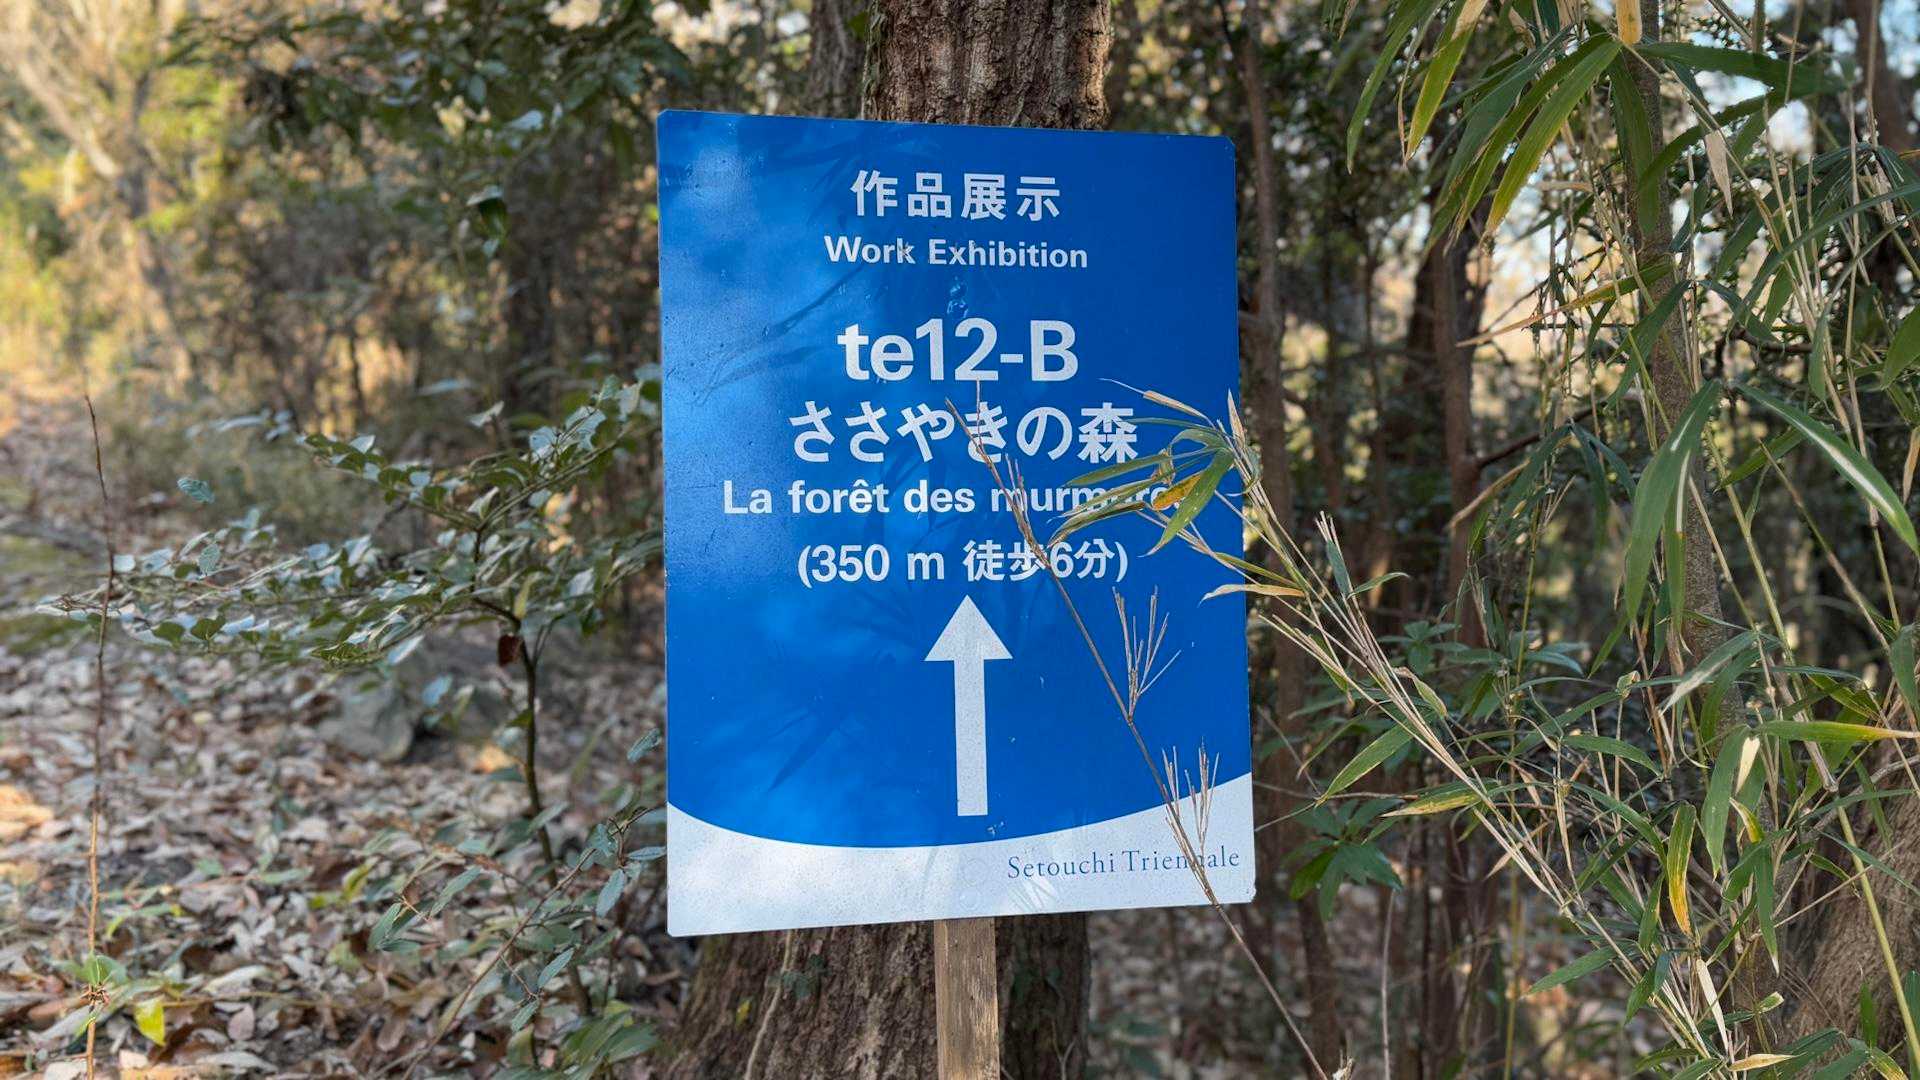 作品展示
Work Exhibition
te12-B
ささやきの森
La forêt des murmures
(350 m 徒歩6分)
Setouchi Triennale